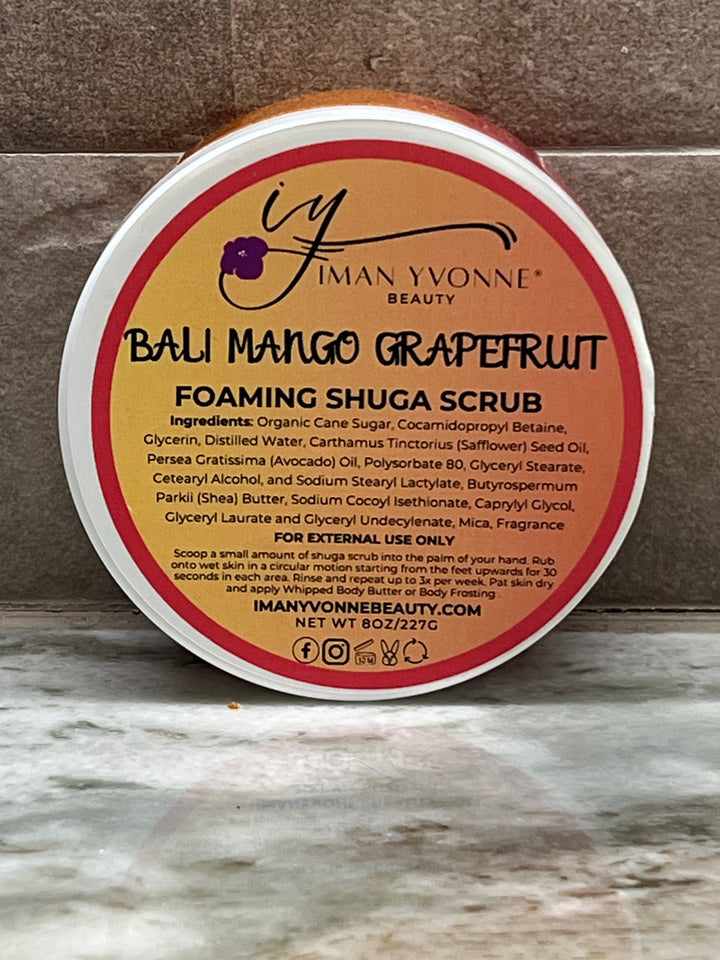 iy
IMAN YVONNE®
BEAUTY
BALI MANGO GRAPEFRUIT
FOAMING SHUGA SCRUB
Ingredients: Organic Cane Sugar, Cocamidopropyl Betaine,
Glycerin, Distilled Water, Carthamus Tinctorius (Safflower) Seed Oil,
Persea Gratissima (Avocado) Oil, Polysorbate 80, Glyceryl Stearate,
Cetearyl Alcohol, and Sodium Stearyl Lactylate, Butyrospermum
Parkii (Shea) Butter, Sodium Cocoyl Isethionate, Caprylyl Glycol,
Glyceryl Laurate and Glyceryl Undecylenate, Mica, Fragrance
FOR EXTERNAL USE ONLY
Scoop a small amount of shuga scrub into the palm of your hand. Rub
onto wet skin in a circular motion starting from the feet upwards for 30
seconds in each area. Rinse and repeat up to 3x per week. Pat skin dry
and apply Whipped Body Butter or Body Frosting .
IMANYVONNEBEAUTY.COM
NET WT 8OZ/227G